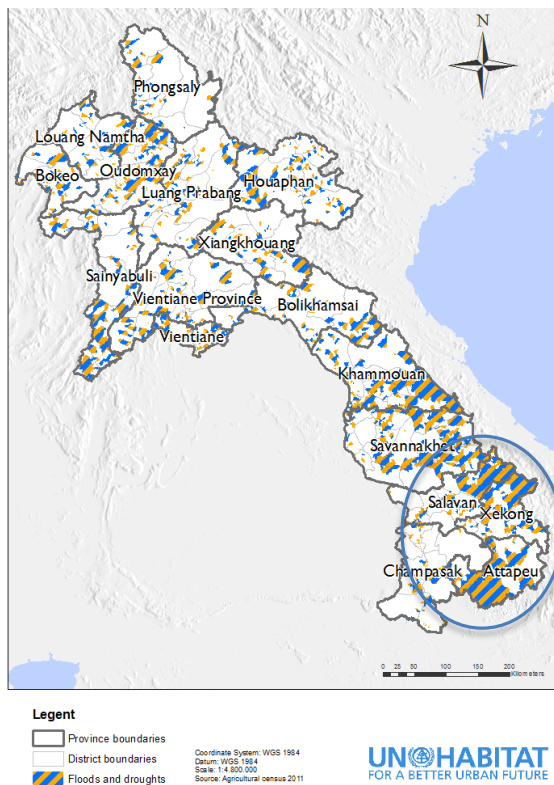 N
Phongsaly
Louang Namtha
Bokeo
Oudomxay
Luang Prabang
Houaphan
Xiangkhouang
Sainyabuli
Vientiane Province
Bolikhamsai
Vientiane
Khammouan
Savannakhet
Salavan
Xekong
Champasak
Attapeu
0 25 50 100 150 200
Kilometers
Legent
Province boundaries
District boundaries
Floods and droughts
Coordinate System: WGS 1984
Datum: WGS 1984
Scale: 1:4.800.000
Source: Agricultural census 2011
UN HABITAT
FOR A BETTER URBAN FUTURE